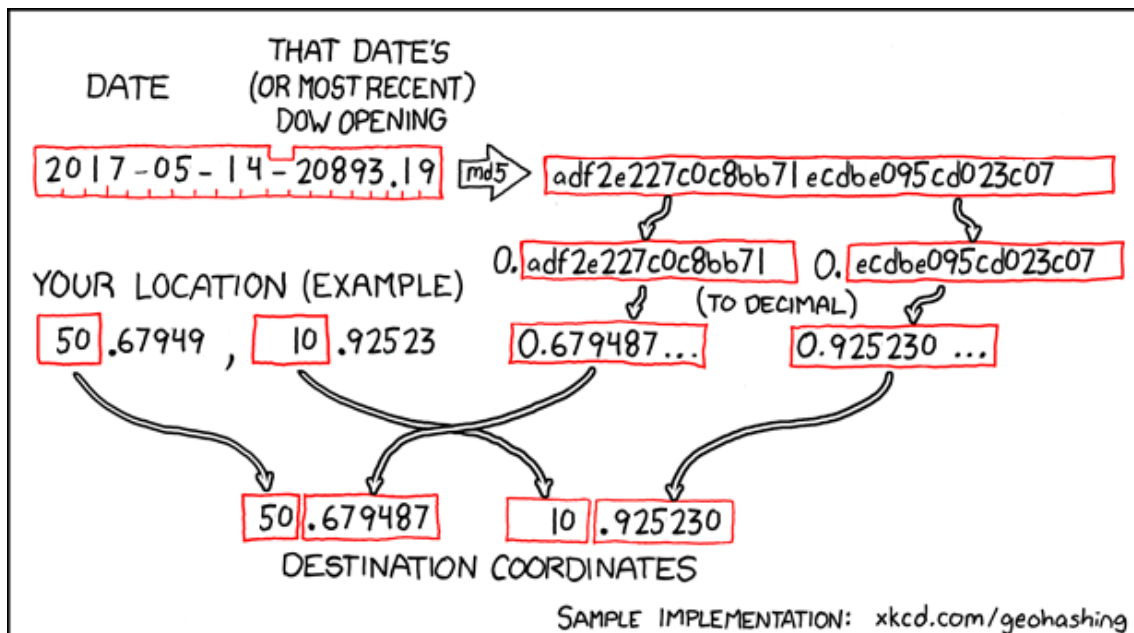 DATE
THAT DATE'S
(OR MOST RECENT)
DOW OPENING
2017-05-14-20893.19
md5
adf2e227c0c8bb71ecdbe095cd023c07
0.adf2e227c0c8bb71
0. ecdbe095cd023c07
(TO DECIMAL)
YOUR LOCATION (EXAMPLE)
50.67949, 10.92523
0.679487...
0.925230 ...
50.679487
10.925230
DESTINATION COORDINATES
SAMPLE IMPLEMENTATION: xkcd.com/geohashing